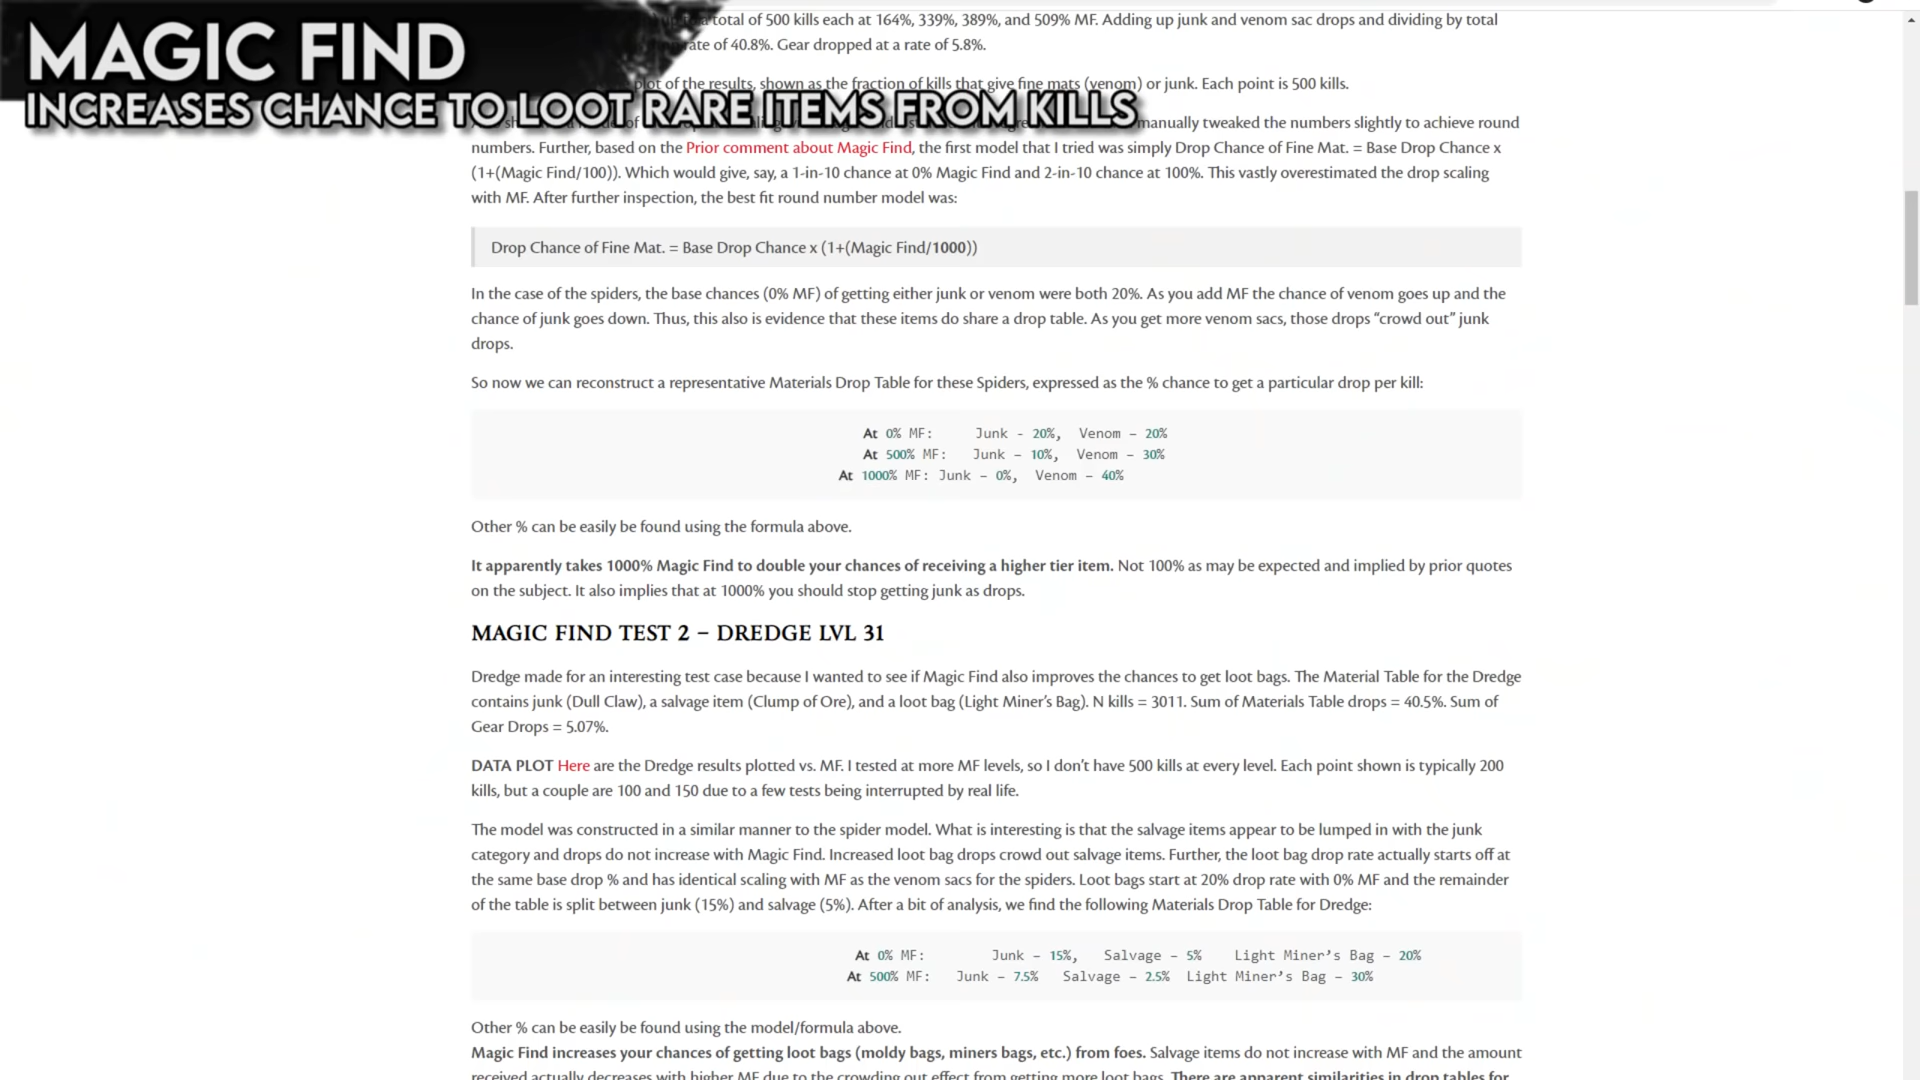 MAGIC FIND
INCREASES CHANCE TO LOOT RARE ITEMS FROM KILLS
total of 500 kills each at 164%, 339%, 389%, and 509% MF. Adding up junk and venom sac drops and dividing by total
rate of 40.8%. Gear dropped at a rate of 5.8%.
plot of the results, shown as the fraction of kills that give fine mats (venom) or junk. Each point is 500 kills.
manually tweaked the numbers slightly to achieve round
numbers. Further, based on the Prior comment about Magic Find, the first model that I tried was simply Drop Chance of Fine Mat. = Base Drop Chance x
(1+(Magic Find/100)). Which would give, say, a 1-in-10 chance at 0% Magic Find and 2-in-10 chance at 100%. This vastly overestimated the drop scaling
with MF. After further inspection, the best fit round number model was:
Drop Chance of Fine Mat. = Base Drop Chance x (1+(Magic Find/1000))
In the case of the spiders, the base chances (0% MF) of getting either junk or venom were both 20%. As you add MF the chance of venom goes up and the
chance of junk goes down. Thus, this also is evidence that these items do share a drop table. As you get more venom sacs, those drops “crowd out” junk
drops.
So now we can reconstruct a representative Materials Drop Table for these Spiders, expressed as the % chance to get a particular drop per kill:
At 0% MF: Junk - 20%, Venom – 20%
At 500% MF: Junk – 10%, Venom – 30%
At 1000% MF: Junk – 0%, Venom – 40%
Other % can be easily be found using the formula above.
It apparently takes 1000% Magic Find to double your chances of receiving a higher tier item. Not 100% as may be expected and implied by prior quotes
on the subject. It also implies that at 1000% you should stop getting junk as drops.
MAGIC FIND TEST 2 – DREDGE LVL 31
Dredge made for an interesting test case because I wanted to see if Magic Find also improves the chances to get loot bags. The Material Table for the Dredge
contains junk (Dull Claw), a salvage item (Clump of Ore), and a loot bag (Light Miner’s Bag). N kills = 3011. Sum of Materials Table drops = 40.5%. Sum of
Gear Drops = 5.07%.
DATA PLOT Here are the Dredge results plotted vs. MF. I tested at more MF levels, so I don’t have 500 kills at every level. Each point shown is typically 200
kills, but a couple are 100 and 150 due to a few tests being interrupted by real life.
The model was constructed in a similar manner to the spider model. What is interesting is that the salvage items appear to be lumped in with the junk
category and drops do not increase with Magic Find. Increased loot bag drops crowd out salvage items. Further, the loot bag drop rate actually starts off at
the same base drop % and has identical scaling with MF as the venom sacs for the spiders. Loot bags start at 20% drop rate with 0% MF and the remainder
of the table is split between junk (15%) and salvage (5%). After a bit of analysis, we find the following Materials Drop Table for Dredge:
At 0% MF: Junk – 15%, Salvage – 5% Light Miner’s Bag – 20%
At 500% MF: Junk – 7.5% Salvage – 2.5% Light Miner’s Bag – 30%
Other % can be easily be found using the model/formula above.
Magic Find increases your chances of getting loot bags (moldy bags, miners bags, etc.) from foes. Salvage items do not increase with MF and the amount
received actually decreases with higher MF due to the crowding out effect from getting more loot bags. There are apparent similarities in drop tables for